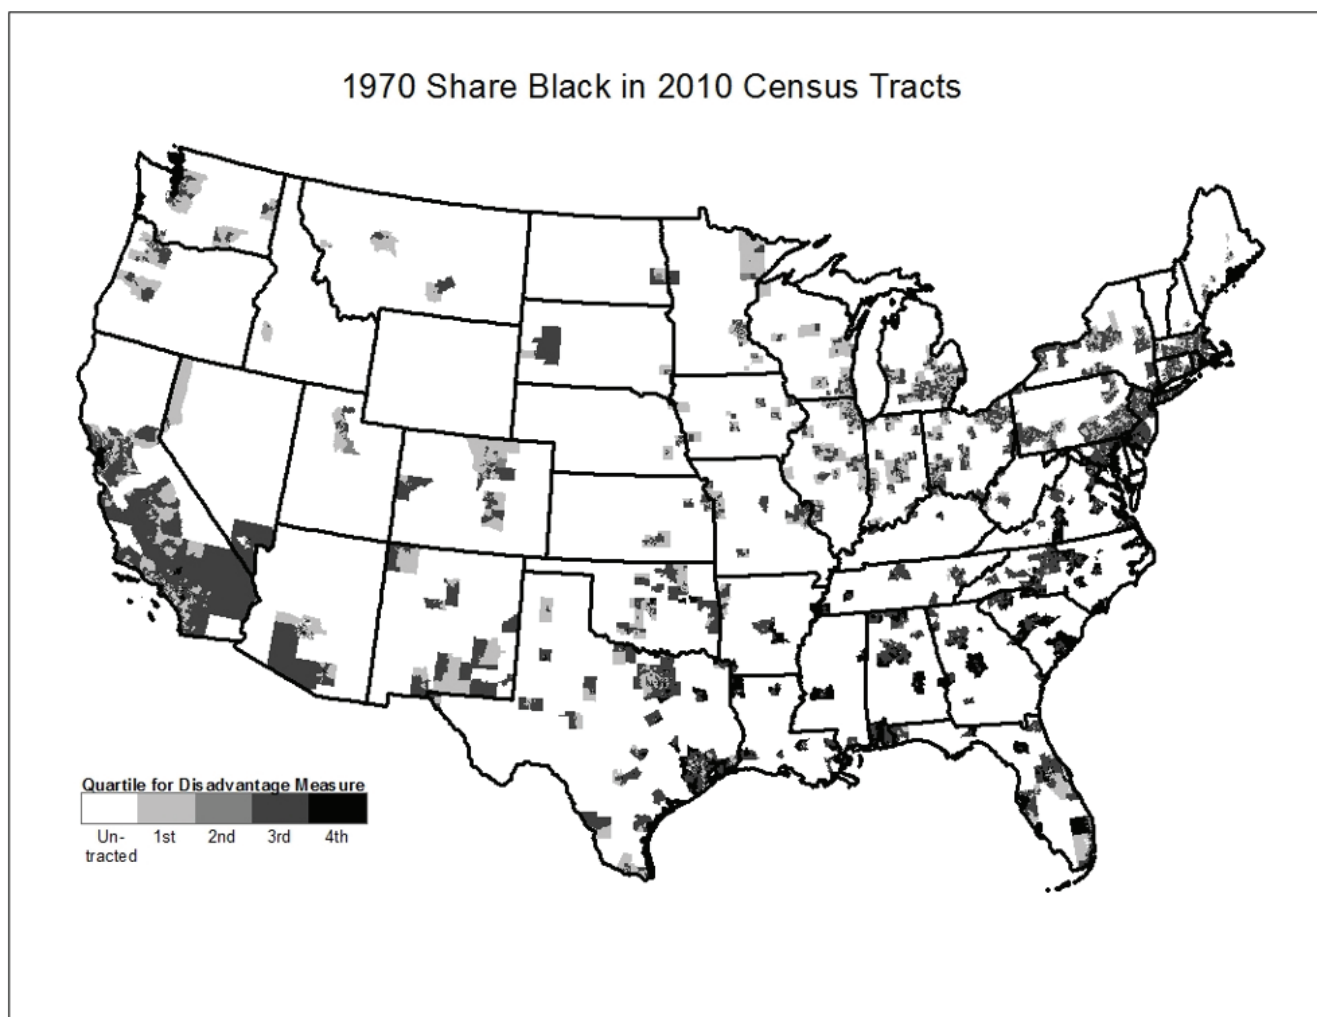 1970 Share Black in 2010 Census Tracts
Quartile for Disadvantage Measure
Un-
tracted
1st
2nd
3rd
4th